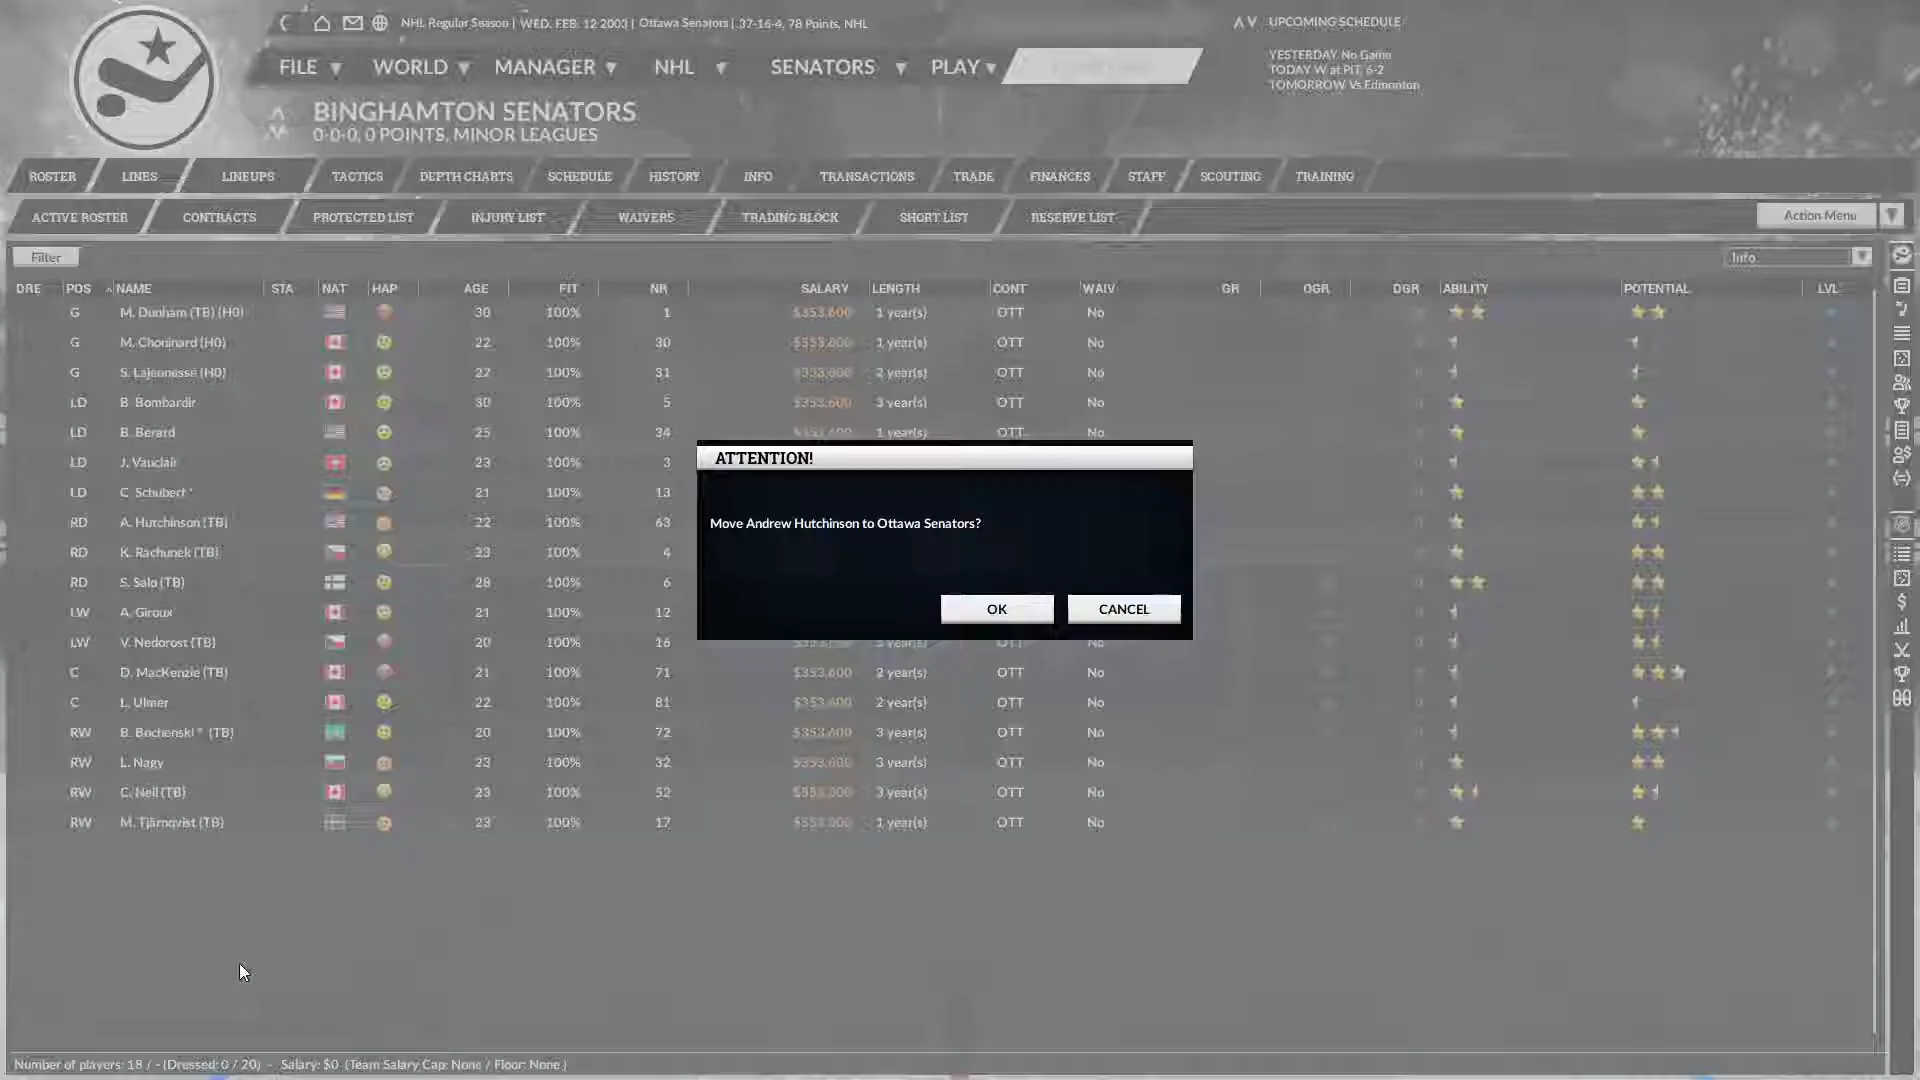 NHL Regular Season | WED. FEB. 12 2003 | Ottawa Senators | 37-16-4, 78 Points, NHL
UPCOMING SCHEDULE
YESTERDAY No Game
TODAY W at PIT, 6-2
TOMORROW Vs Edmonton
FILE WORLD MANAGER NHL SENATORS PLAY
BINGHAMTON SENATORS
0-0-0, 0 POINTS, MINOR LEAGUES
ROSTER LINES LINEUPS TACTICS DEPTH CHARTS SCHEDULE HISTORY INFO TRANSACTIONS TRADE FINANCES STAFF SCOUTING TRAINING
ACTIVE ROSTER CONTRACTS PROTECTED LIST INJURY LIST WAIVERS TRADING BLOCK SHORT LIST RESERVE LIST Action Menu
Filter Info
DRE POS NAME STA NAT HAP AGE FIT NR SALARY LENGTH CONT WAIV GR OGR DGR ABILITY POTENTIAL LVL
G M. Dunham (TB) (H0) 30 100% 1 $353,600 1 year(s) OTT No
G M. Chouinard (H0) 22 100% 30 $353,600 1 year(s) OTT No
G S. Lajeunesse (H0) 22 100% 31 $353,600 2 year(s) OTT No
LD B. Bombardir 30 100% 5 $353,600 3 year(s) OTT No
LD B. Berard 25 100% 34 $353,600 1 year(s) OTT No
LD J. Vauclair 23 100% 3
LD C. Schubert * 21 100% 13
RD A. Hutchinson (TB) 22 100% 63
RD K. Rachunek (TB) 23 100% 4
RD S. Salo (TB) 28 100% 6
LW A. Giroux 21 100% 12
LW V. Nedorost (TB) 20 100% 16 $353,600 3 year(s) OTT No
C D. MacKenzie (TB) 21 100% 71 $353,600 2 year(s) OTT No
C L. Ulmer 22 100% 81 $353,600 2 year(s) OTT No
RW B. Bochenski * (TB) 20 100% 72 $353,600 3 year(s) OTT No
RW L. Nagy 23 100% 32 $353,600 3 year(s) OTT No
RW C. Neil (TB) 23 100% 52 $353,600 3 year(s) OTT No
RW M. Tjärnqvist (TB) 23 100% 17 $353,600 1 year(s) OTT No
ATTENTION!
Move Andrew Hutchinson to Ottawa Senators?
OK CANCEL
Number of players: 18 / - (Dressed: 0 / 20) - Salary: $0 (Team Salary Cap: None / Floor: None )